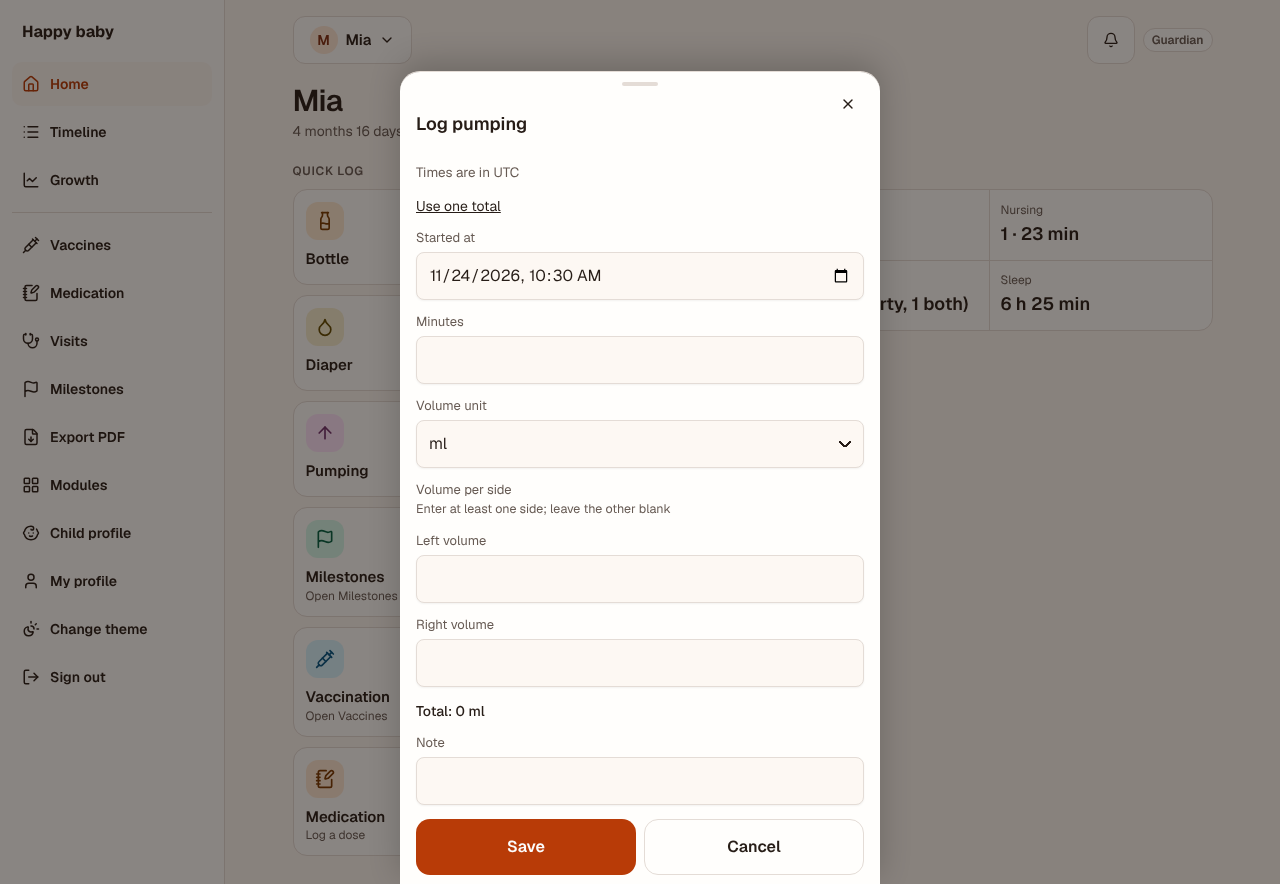 Happy baby
Home
Timeline
Growth
Vaccines
Medication
Visits
Milestones
Export PDF
Modules
Child profile
My profile
Change theme
Sign out
M Mia
Guardian
Mia
4 months 16 days
QUICK LOG
Bottle
Diaper
Pumping
Milestones
Open Milestones
Vaccination
Open Vaccines
Medication
Log a dose
Nursing
1 · 23 min
rty, 1 both)
Sleep
6 h 25 min
Log pumping
Times are in UTC
Use one total
Started at
11/24/2026, 10:30 AM
Minutes
Volume unit
ml
Volume per side
Enter at least one side; leave the other blank
Left volume
Right volume
Total: 0 ml
Note
Save
Cancel